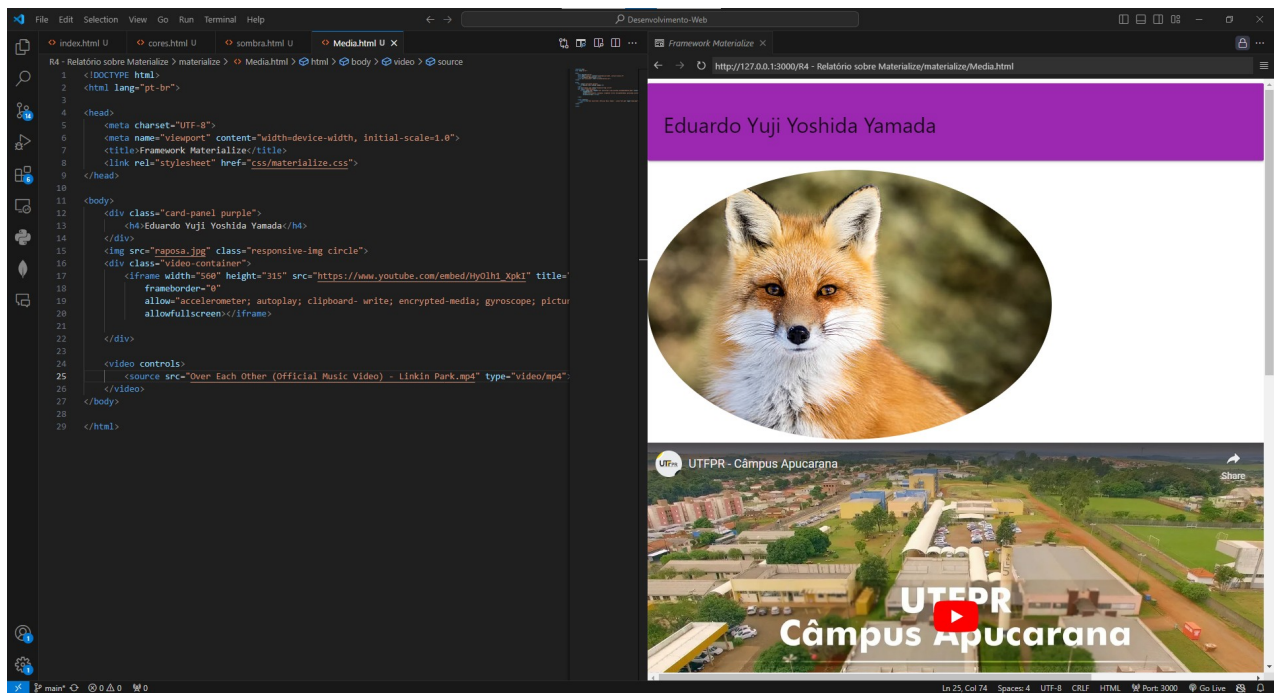 File Edit Selection View Go Run Terminal Help
Desenvolvimento-Web
index.html U cores.html U sombra.html U Media.html U
R4 - Relatório sobre Materialize > materialize > Media.html > html > body > video > source
1 <!DOCTYPE html>
2 <html lang="pt-br">
3
4 <head>
5 <meta charset="UTF-8">
6 <meta name="viewport" content="width=device-width, initial-scale=1.0">
7 <title>Framework Materialize</title>
8 <link rel="stylesheet" href="css/materialize.css">
9 </head>
10
11 <body>
12 <div class="card-panel purple">
13 <h4>Eduardo Yuji Yoshida Yamada</h4>
14 </div>
15 <img src="raposa.jpg" class="responsive-img circle">
16 <div class="video-container">
17 <iframe width="560" height="315" src="https://www.youtube.com/embed/HyOlh1_XpkI" title="
18 frameborder="0"
19 allow="accelerometer; autoplay; clipboard- write; encrypted-media; gyroscope; pictur
20 allowfullscreen></iframe>
21
22 </div>
23
24 <video controls>
25 <source src="Over Each Other (Official Music Video) - Linkin Park.mp4" type="video/mp4"
26 </video>
27 </body>
28
29 </html>
Framework Materialize
http://127.0.0.1:3000/R4 - Relatório sobre Materialize/materialize/Media.html
Eduardo Yuji Yoshida Yamada
UTFPR
UTFPR - Câmpus Apucarana
Share
UTFPR
Câmpus Apucarana
14
6
1
1
main* 0 0 0 Ln 25, Col 74 Spaces: 4 UTF-8 CRLF HTML Port: 3000 Go Live